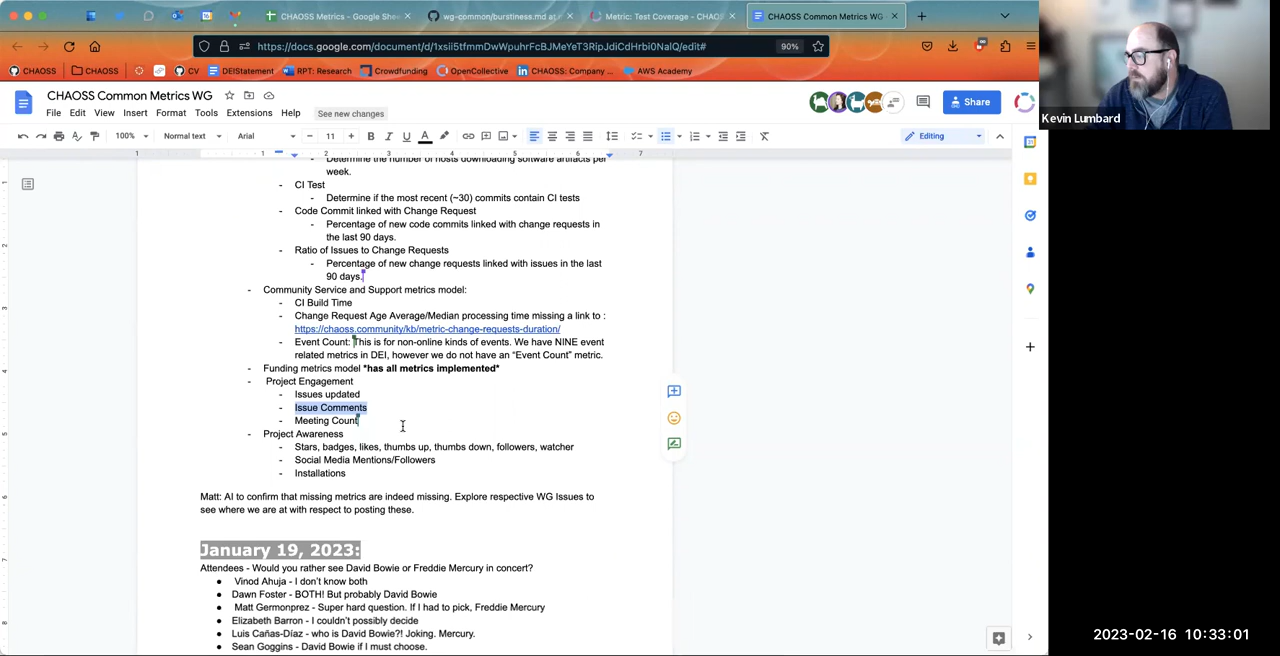 CHAOSS Metrics - Google She
wg-common/burstiness.md at
Metric: Test Coverage - CHAO
CHAOSS Common Metrics WG
https://docs.google.com/document/d/1xsii5tfmmDwWpuhrFcBJMeYeT3RipJdiCdHrbi0NalQ/edit#
90%
CHAOSS
CHAOSS
CV
DEIStatement
RPT: Research
Crowdfunding
OpenCollective
CHAOSS: Company ...
AWS Academy
Kevin Lumbard
CHAOSS Common Metrics WG
File Edit View Insert Format Tools Extensions Help
See new changes
Share
100%
Normal text
Arial
11
Editing
Determine the number of hosts downloading software artifacts per
week.
- CI Test
- Determine if the most recent (~30) commits contain CI tests
- Code Commit linked with Change Request
- Percentage of new code commits linked with change requests in
the last 90 days.
- Ratio of Issues to Change Requests
- Percentage of new change requests linked with issues in the last
90 days.
- Community Service and Support metrics model:
- CI Build Time
- Change Request Age Average/Median processing time missing a link to :
https://chaoss.community/kb/metric-change-requests-duration/
- Event Count: This is for non-online kinds of events. We have NINE event
related metrics in DEI, however we do not have an “Event Count” metric.
- Funding metrics model *has all metrics implemented*
- Project Engagement
- Issues updated
- Issue Comments
- Meeting Count
- Project Awareness
- Stars, badges, likes, thumbs up, thumbs down, followers, watcher
- Social Media Mentions/Followers
- Installations
Matt: AI to confirm that missing metrics are indeed missing. Explore respective WG Issues to
see where we are at with respect to posting these.
January 19, 2023:
Attendees - Would you rather see David Bowie or Freddie Mercury in concert?
● Vinod Ahuja - I don’t know both
● Dawn Foster - BOTH! But probably David Bowie
● Matt Germonprez - Super hard question. If I had to pick, Freddie Mercury
● Elizabeth Barron - I couldn’t possibly decide
● Luis Cañas-Díaz - who is David Bowie?! Joking. Mercury.
● Sean Goggins - David Bowie if I must choose.
2023-02-16 10:33:01